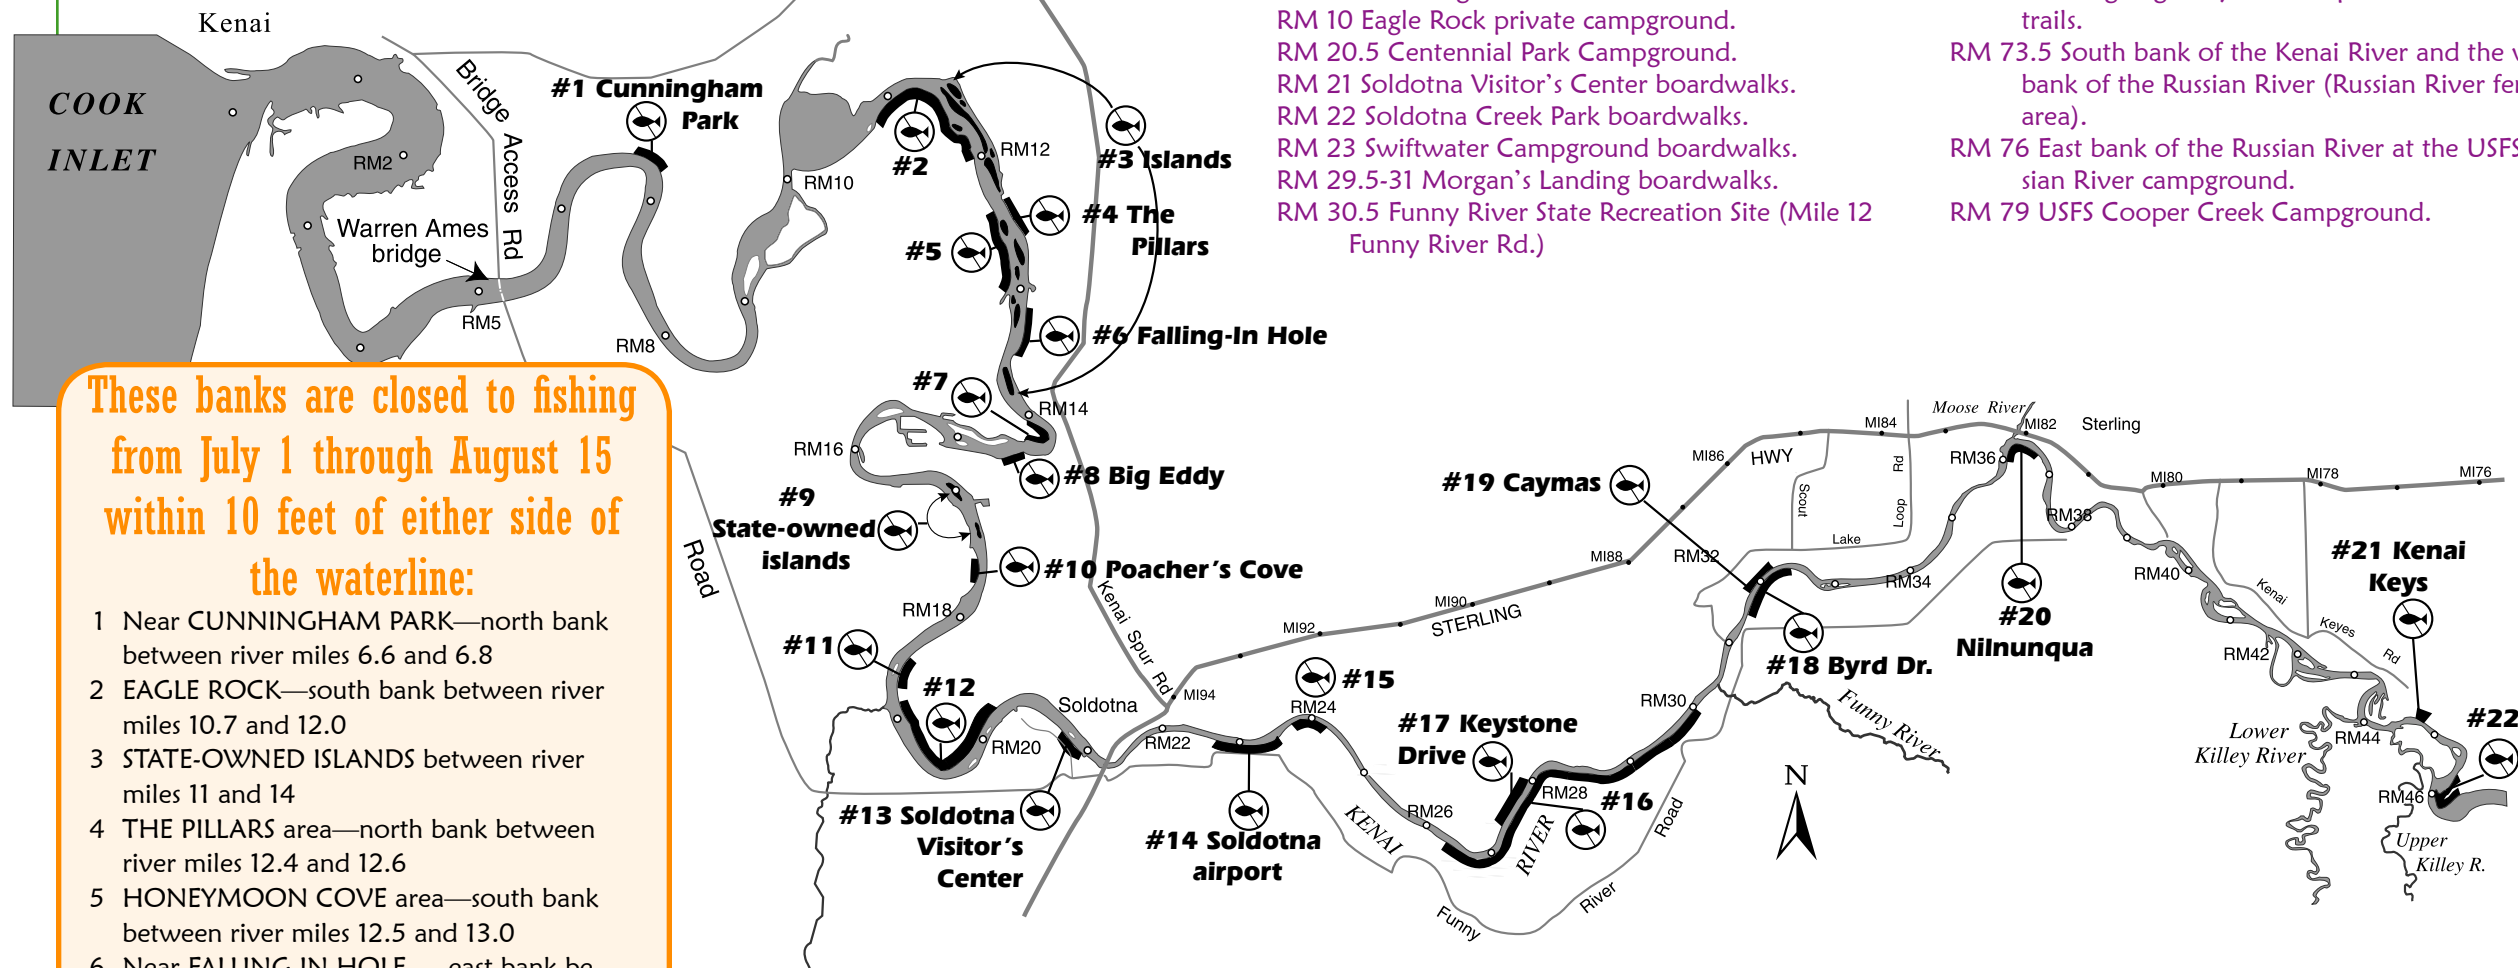 Kenai
COOK
INLET
Bridge Access Rd
#1 Cunningham
Park
RM2
Warren Ames
bridge
RM5
RM8
RM10
#2
RM12
#3 Islands
#4 The
Pillars
#5
#6 Falling-In Hole
#7
RM14
RM16
#8 Big Eddy
#9
State-owned
islands
#10 Poacher's Cove
RM18
#11
#12
Road
Kenai Spur Rd
Soldotna
RM20
#13 Soldotna
Visitor's
Center
MI94
RM22
#14 Soldotna
airport
#15
RM24
MI92
MI90
STERLING
MI88
MI86
HWY
MI84
Moose River
MI82
Sterling
MI80
MI78
MI76
#17 Keystone
Drive
RM26
KENAI
RIVER
RM28
#16
Funny
River
Road
RM30
#18 Byrd Dr.
Funny River
#19 Caymas
RM32
Scout
Lake
Loop
Rd
RM34
RM36
#20
Nilnunqua
RM38
RM40
Kenai
Keyes
Rd
#21 Kenai
Keys
RM42
RM44
Lower
Killey River
#22
RM46
Upper
Killey R.
N
RM 10 Eagle Rock private campground.
RM 20.5 Centennial Park Campground.
RM 21 Soldotna Visitor's Center boardwalks.
RM 22 Soldotna Creek Park boardwalks.
RM 23 Swiftwater Campground boardwalks.
RM 29.5-31 Morgan's Landing boardwalks.
RM 30.5 Funny River State Recreation Site (Mile 12
Funny River Rd.)
trails.
RM 73.5 South bank of the Kenai River and the
bank of the Russian River (Russian River
area).
RM 76 East bank of the Russian River at the USFS
sian River campground.
RM 79 USFS Cooper Creek Campground.
These banks are closed to fishing
from July 1 through August 15
within 10 feet of either side of
the waterline:
1 Near CUNNINGHAM PARK—north bank
between river miles 6.6 and 6.8
2 EAGLE ROCK—south bank between river
miles 10.7 and 12.0
3 STATE-OWNED ISLANDS between river
miles 11 and 14
4 THE PILLARS area—north bank between
river miles 12.4 and 12.6
5 HONEYMOON COVE area—south bank
between river miles 12.5 and 13.0
6 Near FALLING IN HOLE — east bank be